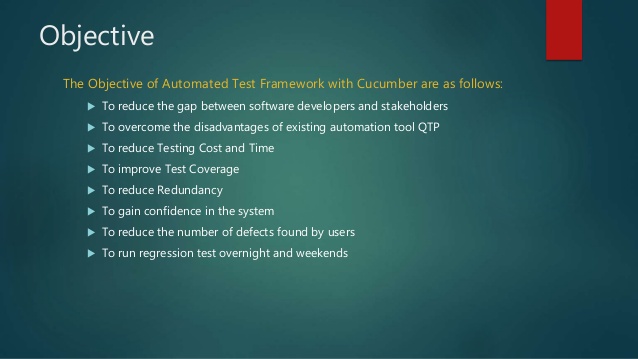 Objective
The Objective of Automated Test Framework with Cucumber are as follows:
To reduce the gap between software developers and stakeholders
To overcome the disadvantages of existing automation tool QTP
To reduce Testing Cost and Time
To improve Test Coverage
To reduce Redundancy
To gain confidence in the system
To reduce the number of defects found by users
To run regression test overnight and weekends